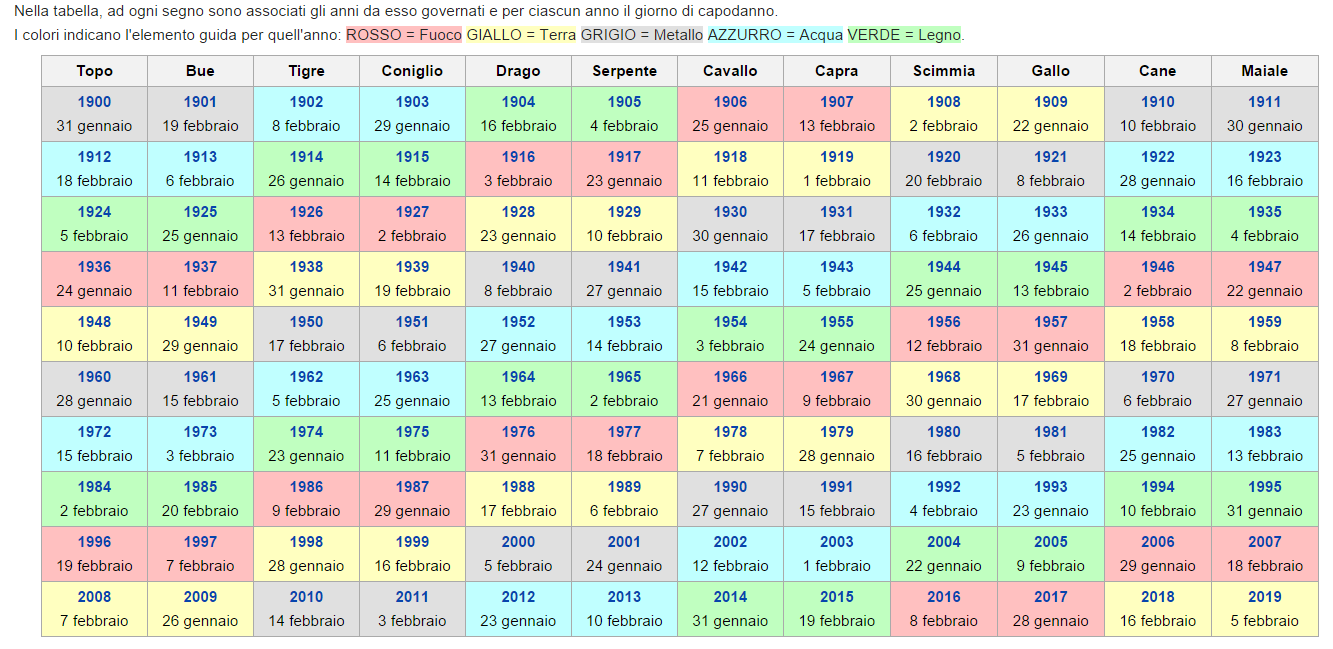 Nella tabella, ad ogni segno sono associati gli anni da esso governati e per ciascun anno il giorno di capodanno.
I colori indicano l'elemento guida per quell'anno: ROSSO = Fuoco GIALLO = Terra GRIGIO = Metallo AZZURRO = Acqua VERDE = Legno.
Topo Bue Tigre Coniglio Drago Serpente Cavallo Capra Scimmia Gallo Cane Maiale
1900 1901 1902 1903 1904 1905 1906 1907 1908 1909 1910 1911
31 gennaio 19 febbraio 8 febbraio 29 gennaio 16 febbraio 4 febbraio 25 gennaio 13 febbraio 2 febbraio 22 gennaio 10 febbraio 30 gennaio
1912 1913 1914 1915 1916 1917 1918 1919 1920 1921 1922 1923
18 febbraio 6 febbraio 26 gennaio 14 febbraio 3 febbraio 23 gennaio 11 febbraio 1 febbraio 20 febbraio 8 febbraio 28 gennaio 16 febbraio
1924 1925 1926 1927 1928 1929 1930 1931 1932 1933 1934 1935
5 febbraio 25 gennaio 13 febbraio 2 febbraio 23 gennaio 10 febbraio 30 gennaio 17 febbraio 6 febbraio 26 gennaio 14 febbraio 4 febbraio
1936 1937 1938 1939 1940 1941 1942 1943 1944 1945 1946 1947
24 gennaio 11 febbraio 31 gennaio 19 febbraio 8 febbraio 27 gennaio 15 febbraio 5 febbraio 25 gennaio 13 febbraio 2 febbraio 22 gennaio
1948 1949 1950 1951 1952 1953 1954 1955 1956 1957 1958 1959
10 febbraio 29 gennaio 17 febbraio 6 febbraio 27 gennaio 14 febbraio 3 febbraio 24 gennaio 12 febbraio 31 gennaio 18 febbraio 8 febbraio
1960 1961 1962 1963 1964 1965 1966 1967 1968 1969 1970 1971
28 gennaio 15 febbraio 5 febbraio 25 gennaio 13 febbraio 2 febbraio 21 gennaio 9 febbraio 30 gennaio 17 febbraio 6 febbraio 27 gennaio
1972 1973 1974 1975 1976 1977 1978 1979 1980 1981 1982 1983
15 febbraio 3 febbraio 23 gennaio 11 febbraio 31 gennaio 18 febbraio 7 febbraio 28 gennaio 16 febbraio 5 febbraio 25 gennaio 13 febbraio
1984 1985 1986 1987 1988 1989 1990 1991 1992 1993 1994 1995
2 febbraio 20 febbraio 9 febbraio 29 gennaio 17 febbraio 6 febbraio 27 gennaio 15 febbraio 4 febbraio 23 gennaio 10 febbraio 31 gennaio
1996 1997 1998 1999 2000 2001 2002 2003 2004 2005 2006 2007
19 febbraio 7 febbraio 28 gennaio 16 febbraio 5 febbraio 24 gennaio 12 febbraio 1 febbraio 22 gennaio 9 febbraio 29 gennaio 18 febbraio
2008 2009 2010 2011 2012 2013 2014 2015 2016 2017 2018 2019
7 febbraio 26 gennaio 14 febbraio 3 febbraio 23 gennaio 10 febbraio 31 gennaio 19 febbraio 8 febbraio 28 gennaio 16 febbraio 5 febbraio